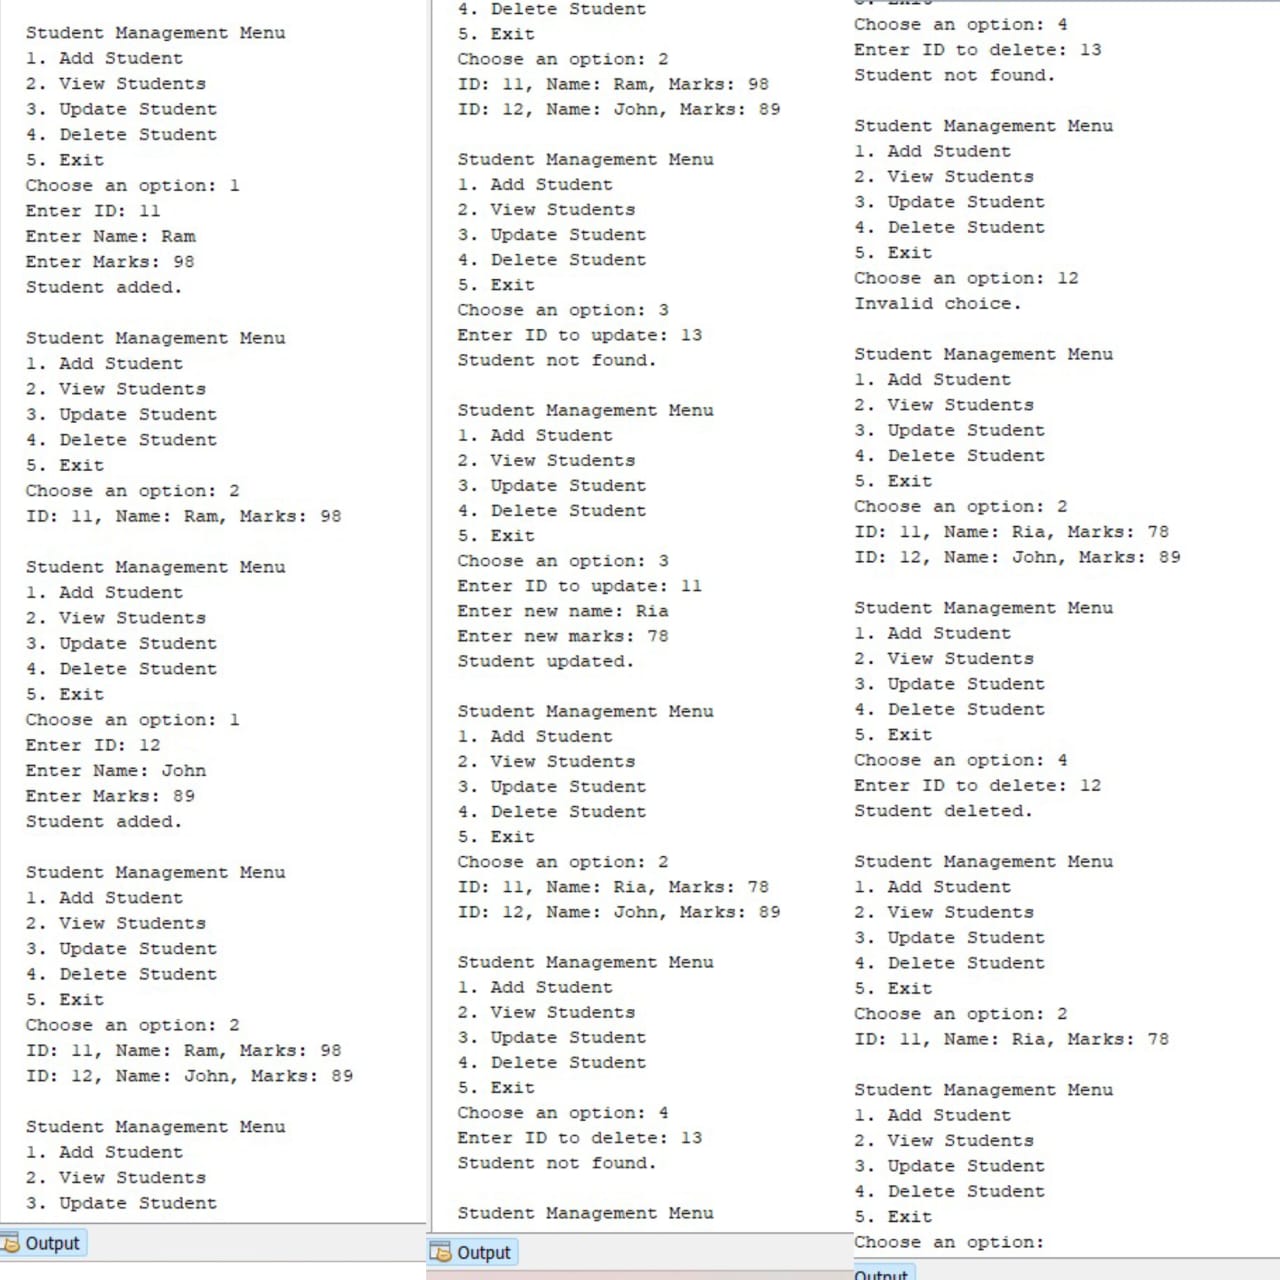 Student Management Menu
1. Add Student
2. View Students
3. Update Student
4. Delete Student
5. Exit
Choose an option: 1
Enter ID: 11
Enter Name: Ram
Enter Marks: 98
Student added.
Student Management Menu
1. Add Student
2. View Students
3. Update Student
4. Delete Student
5. Exit
Choose an option: 2
ID: 11, Name: Ram, Marks: 98
Student Management Menu
1. Add Student
2. View Students
3. Update Student
4. Delete Student
5. Exit
Choose an option: 1
Enter ID: 12
Enter Name: John
Enter Marks: 89
Student added.
Student Management Menu
1. Add Student
2. View Students
3. Update Student
4. Delete Student
5. Exit
Choose an option: 2
ID: 11, Name: Ram, Marks: 98
ID: 12, Name: John, Marks: 89
Student Management Menu
1. Add Student
2. View Students
3. Update Student
Output
4. Delete Student
5. Exit
Choose an option: 2
ID: 11, Name: Ram, Marks: 98
ID: 12, Name: John, Marks: 89
Student Management Menu
1. Add Student
2. View Students
3. Update Student
4. Delete Student
5. Exit
Choose an option: 3
Enter ID to update: 13
Student not found.
Student Management Menu
1. Add Student
2. View Students
3. Update Student
4. Delete Student
5. Exit
Choose an option: 3
Enter ID to update: 11
Enter new name: Ria
Enter new marks: 78
Student updated.
Student Management Menu
1. Add Student
2. View Students
3. Update Student
4. Delete Student
5. Exit
Choose an option: 2
ID: 11, Name: Ria, Marks: 78
ID: 12, Name: John, Marks: 89
Student Management Menu
1. Add Student
2. View Students
3. Update Student
4. Delete Student
5. Exit
Choose an option: 4
Enter ID to delete: 13
Student not found.
Student Management Menu
Output
5. Exit
Choose an option: 4
Enter ID to delete: 13
Student not found.
Student Management Menu
1. Add Student
2. View Students
3. Update Student
4. Delete Student
5. Exit
Choose an option: 12
Invalid choice.
Student Management Menu
1. Add Student
2. View Students
3. Update Student
4. Delete Student
5. Exit
Choose an option: 2
ID: 11, Name: Ria, Marks: 78
ID: 12, Name: John, Marks: 89
Student Management Menu
1. Add Student
2. View Students
3. Update Student
4. Delete Student
5. Exit
Choose an option: 4
Enter ID to delete: 12
Student deleted.
Student Management Menu
1. Add Student
2. View Students
3. Update Student
4. Delete Student
5. Exit
Choose an option: 2
ID: 11, Name: Ria, Marks: 78
Student Management Menu
1. Add Student
2. View Students
3. Update Student
4. Delete Student
5. Exit
Choose an option:
Output